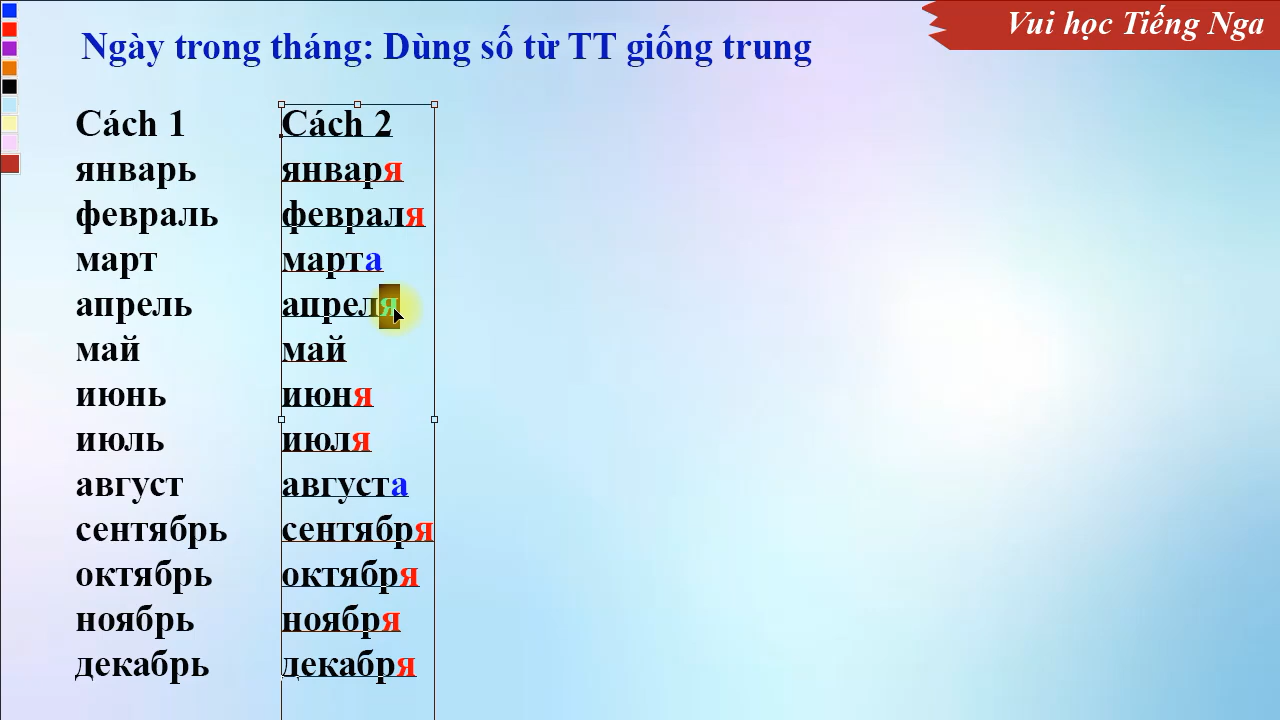 Vui học Tiếng Nga
Ngày trong tháng: Dùng số từ TT giống trung
Cách 1 Cách 2
январь января
февраль февраля
март марта
апрель апреля
май май
июнь июня
июль июля
август августа
сентябрь сентября
октябрь октября
ноябрь ноября
декабрь декабря